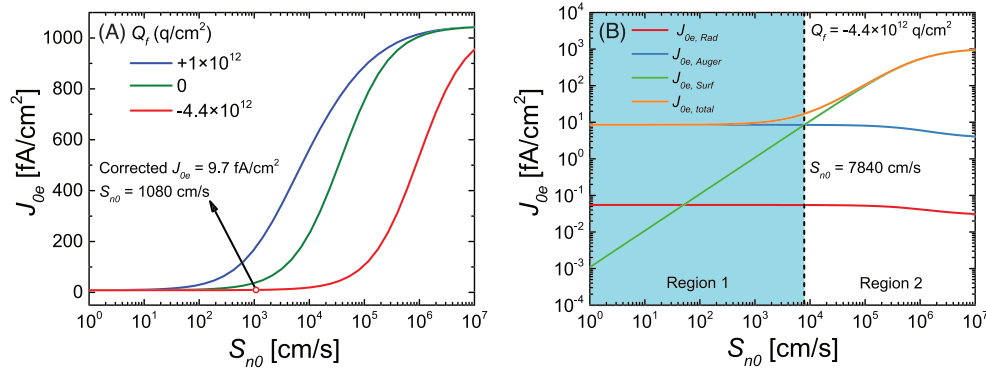 (A) Q_f (q/cm²)
+1×10¹²
0
-4.4×10¹²
Corrected J_0e = 9.7 fA/cm²
S_n0 = 1080 cm/s
J_0e [fA/cm²]
1000
800
600
400
200
0
10⁰ 10¹ 10² 10³ 10⁴ 10⁵ 10⁶ 10⁷
S_n0 [cm/s]
(B)
J_0e, Rad
J_0e, Auger
J_0e, Surf
J_0e, total
Q_f = -4.4×10¹² q/cm²
S_n0 = 7840 cm/s
Region 1
Region 2
J_0e [fA/cm²]
10⁴
10³
10²
10¹
10⁰
10⁻¹
10⁻²
10⁻³
10⁻⁴
10⁰ 10¹ 10² 10³ 10⁴ 10⁵ 10⁶ 10⁷
S_n0 [cm/s]